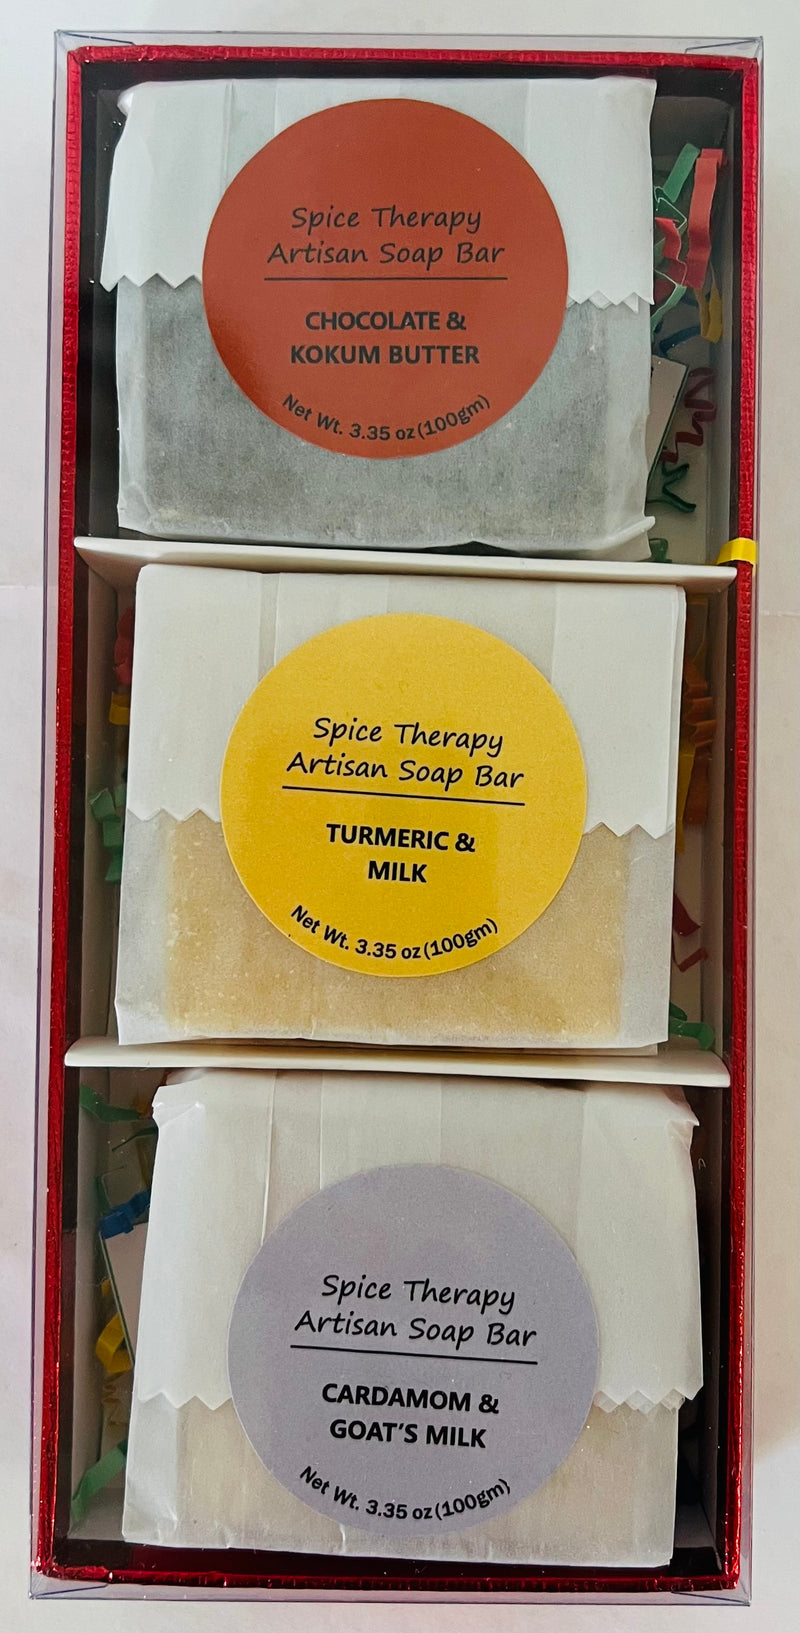 Spice Therapy
Artisan Soap Bar
CHOCOLATE &
KOKUM BUTTER
Net Wt. 3.35 oz (100gm)
Spice Therapy
Artisan Soap Bar
TURMERIC &
MILK
Net Wt. 3.35 oz (100gm)
Spice Therapy
Artisan Soap Bar
CARDAMOM &
GOAT'S MILK
Net Wt. 3.35 oz (100gm)